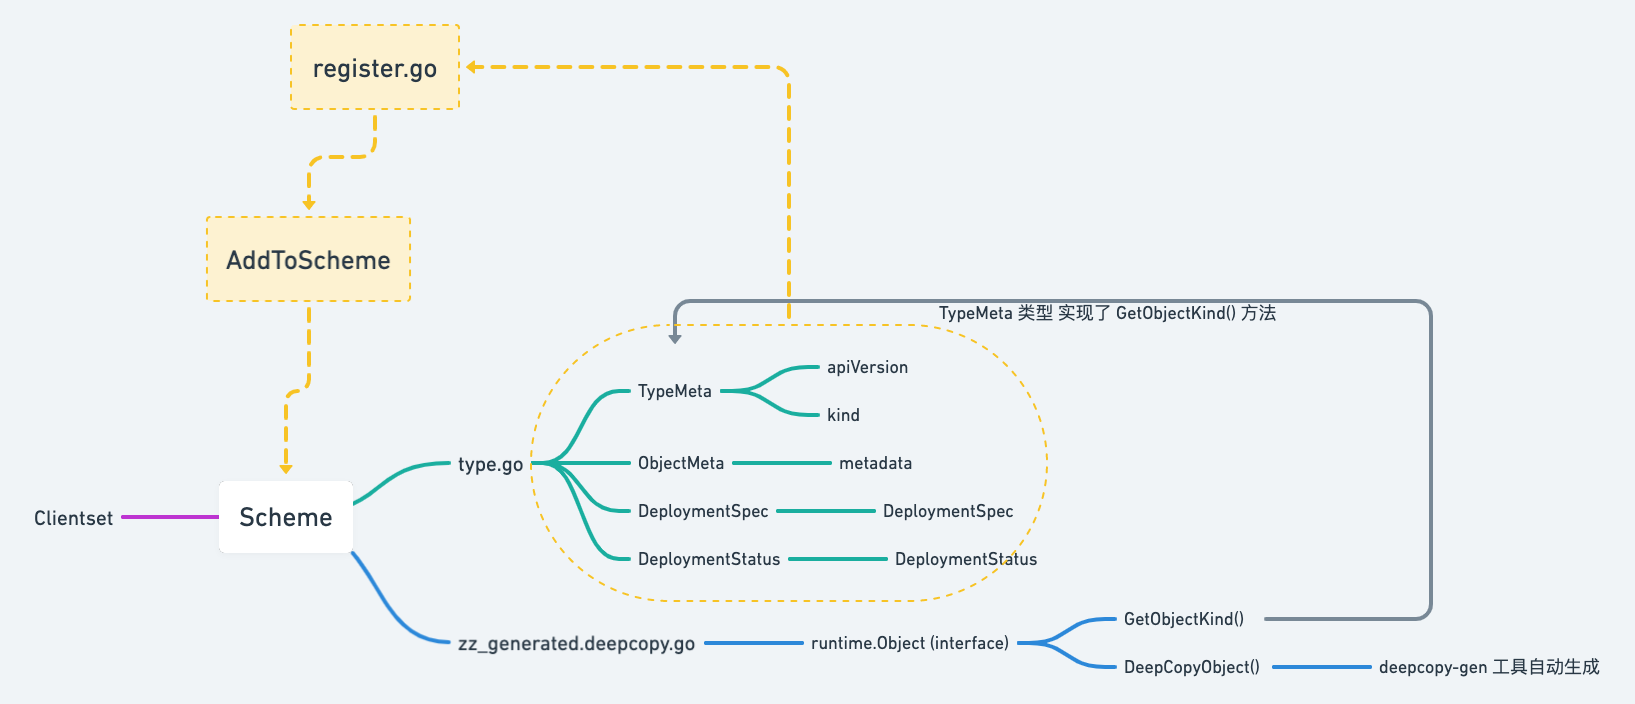 register.go
AddToScheme
TypeMeta 类型 实现了 GetObjectKind() 方法
apiVersion
TypeMeta
kind
type.go
ObjectMeta
metadata
DeploymentSpec
DeploymentSpec
Clientset
Scheme
DeploymentStatus
DeploymentStatus
GetObjectKind()
zz_generated.deepcopy.go
runtime.Object (interface)
DeepCopyObject()
deepcopy-gen 工具自动生成